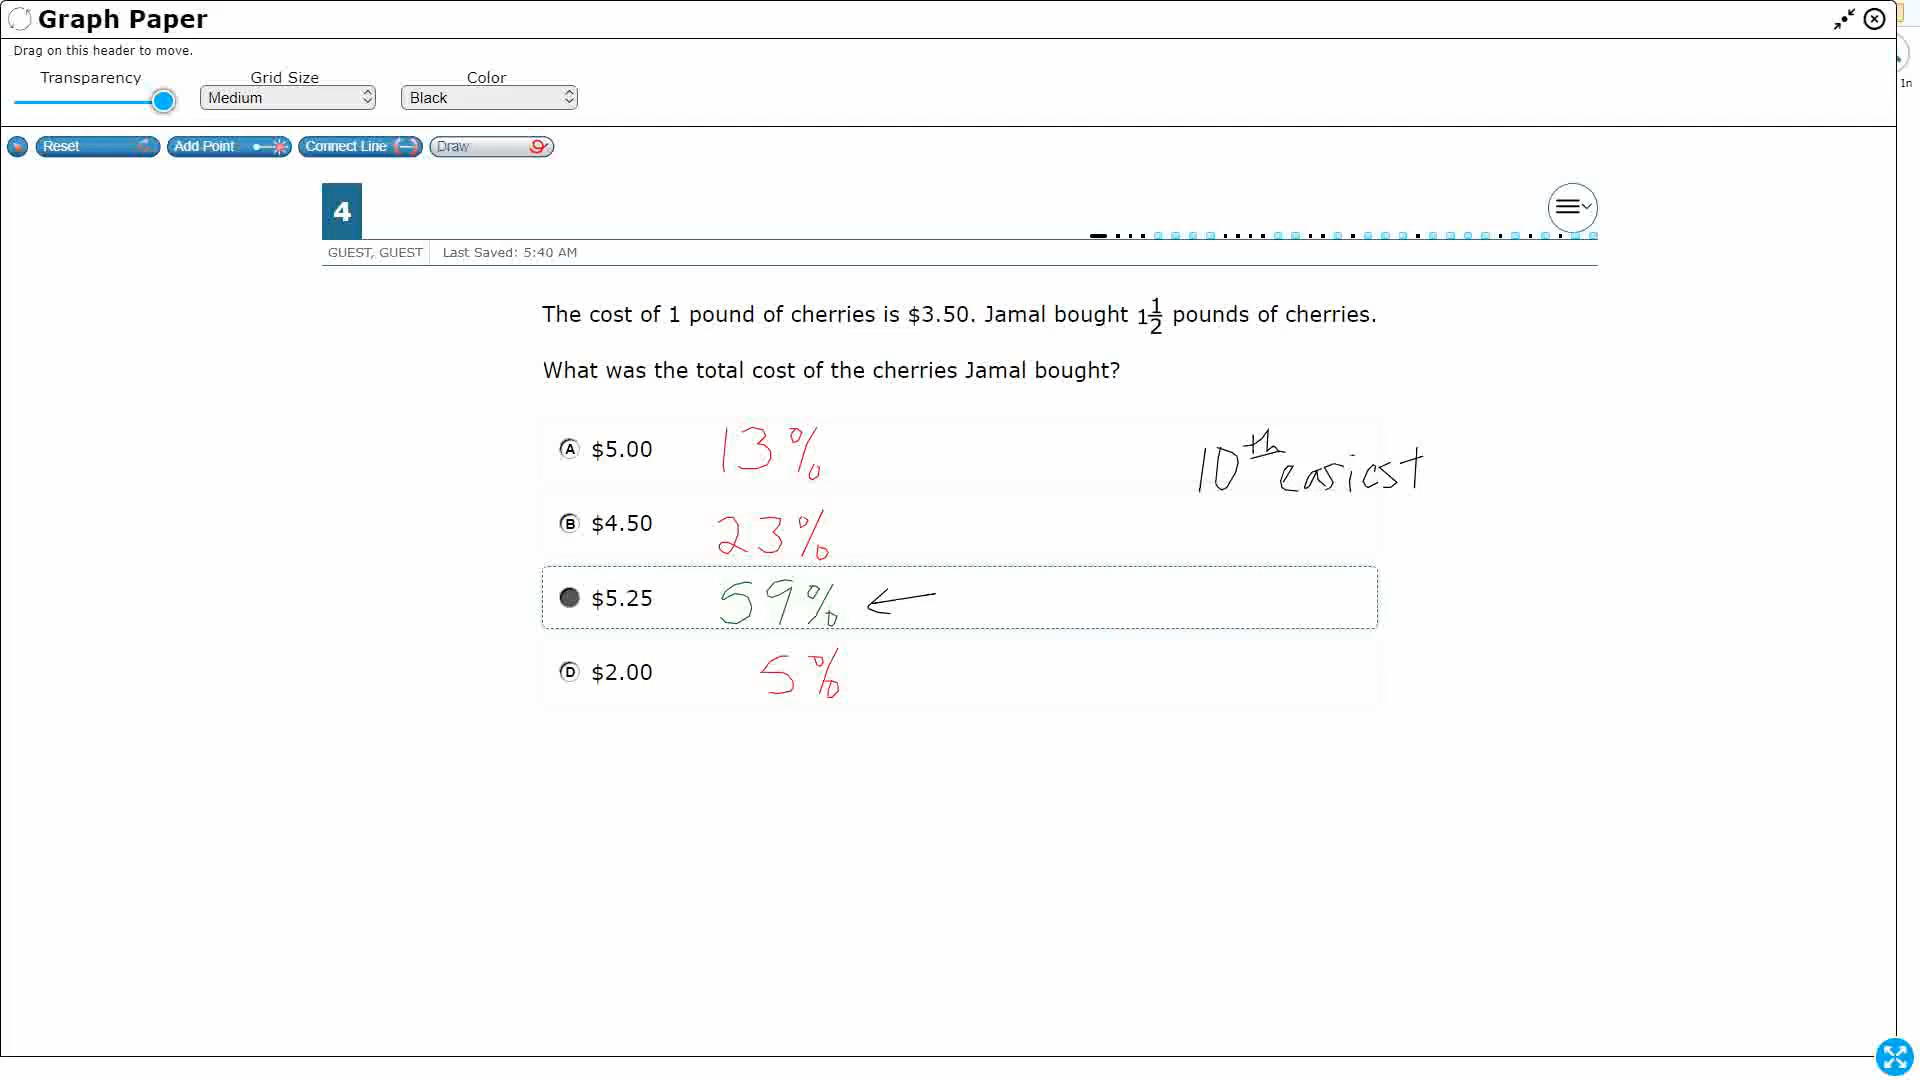 Graph Paper
Drag on this header to move.
Transparency Grid Size Color
Medium Black
Reset Add Point Connect Line Draw
4
GUEST, GUEST Last Saved: 5:40 AM
The cost of 1 pound of cherries is $3.50. Jamal bought 1 1/2 pounds of cherries.
What was the total cost of the cherries Jamal bought?
A $5.00 13%
10th easiest
B $4.50 23%
$5.25 59%
D $2.00 5%